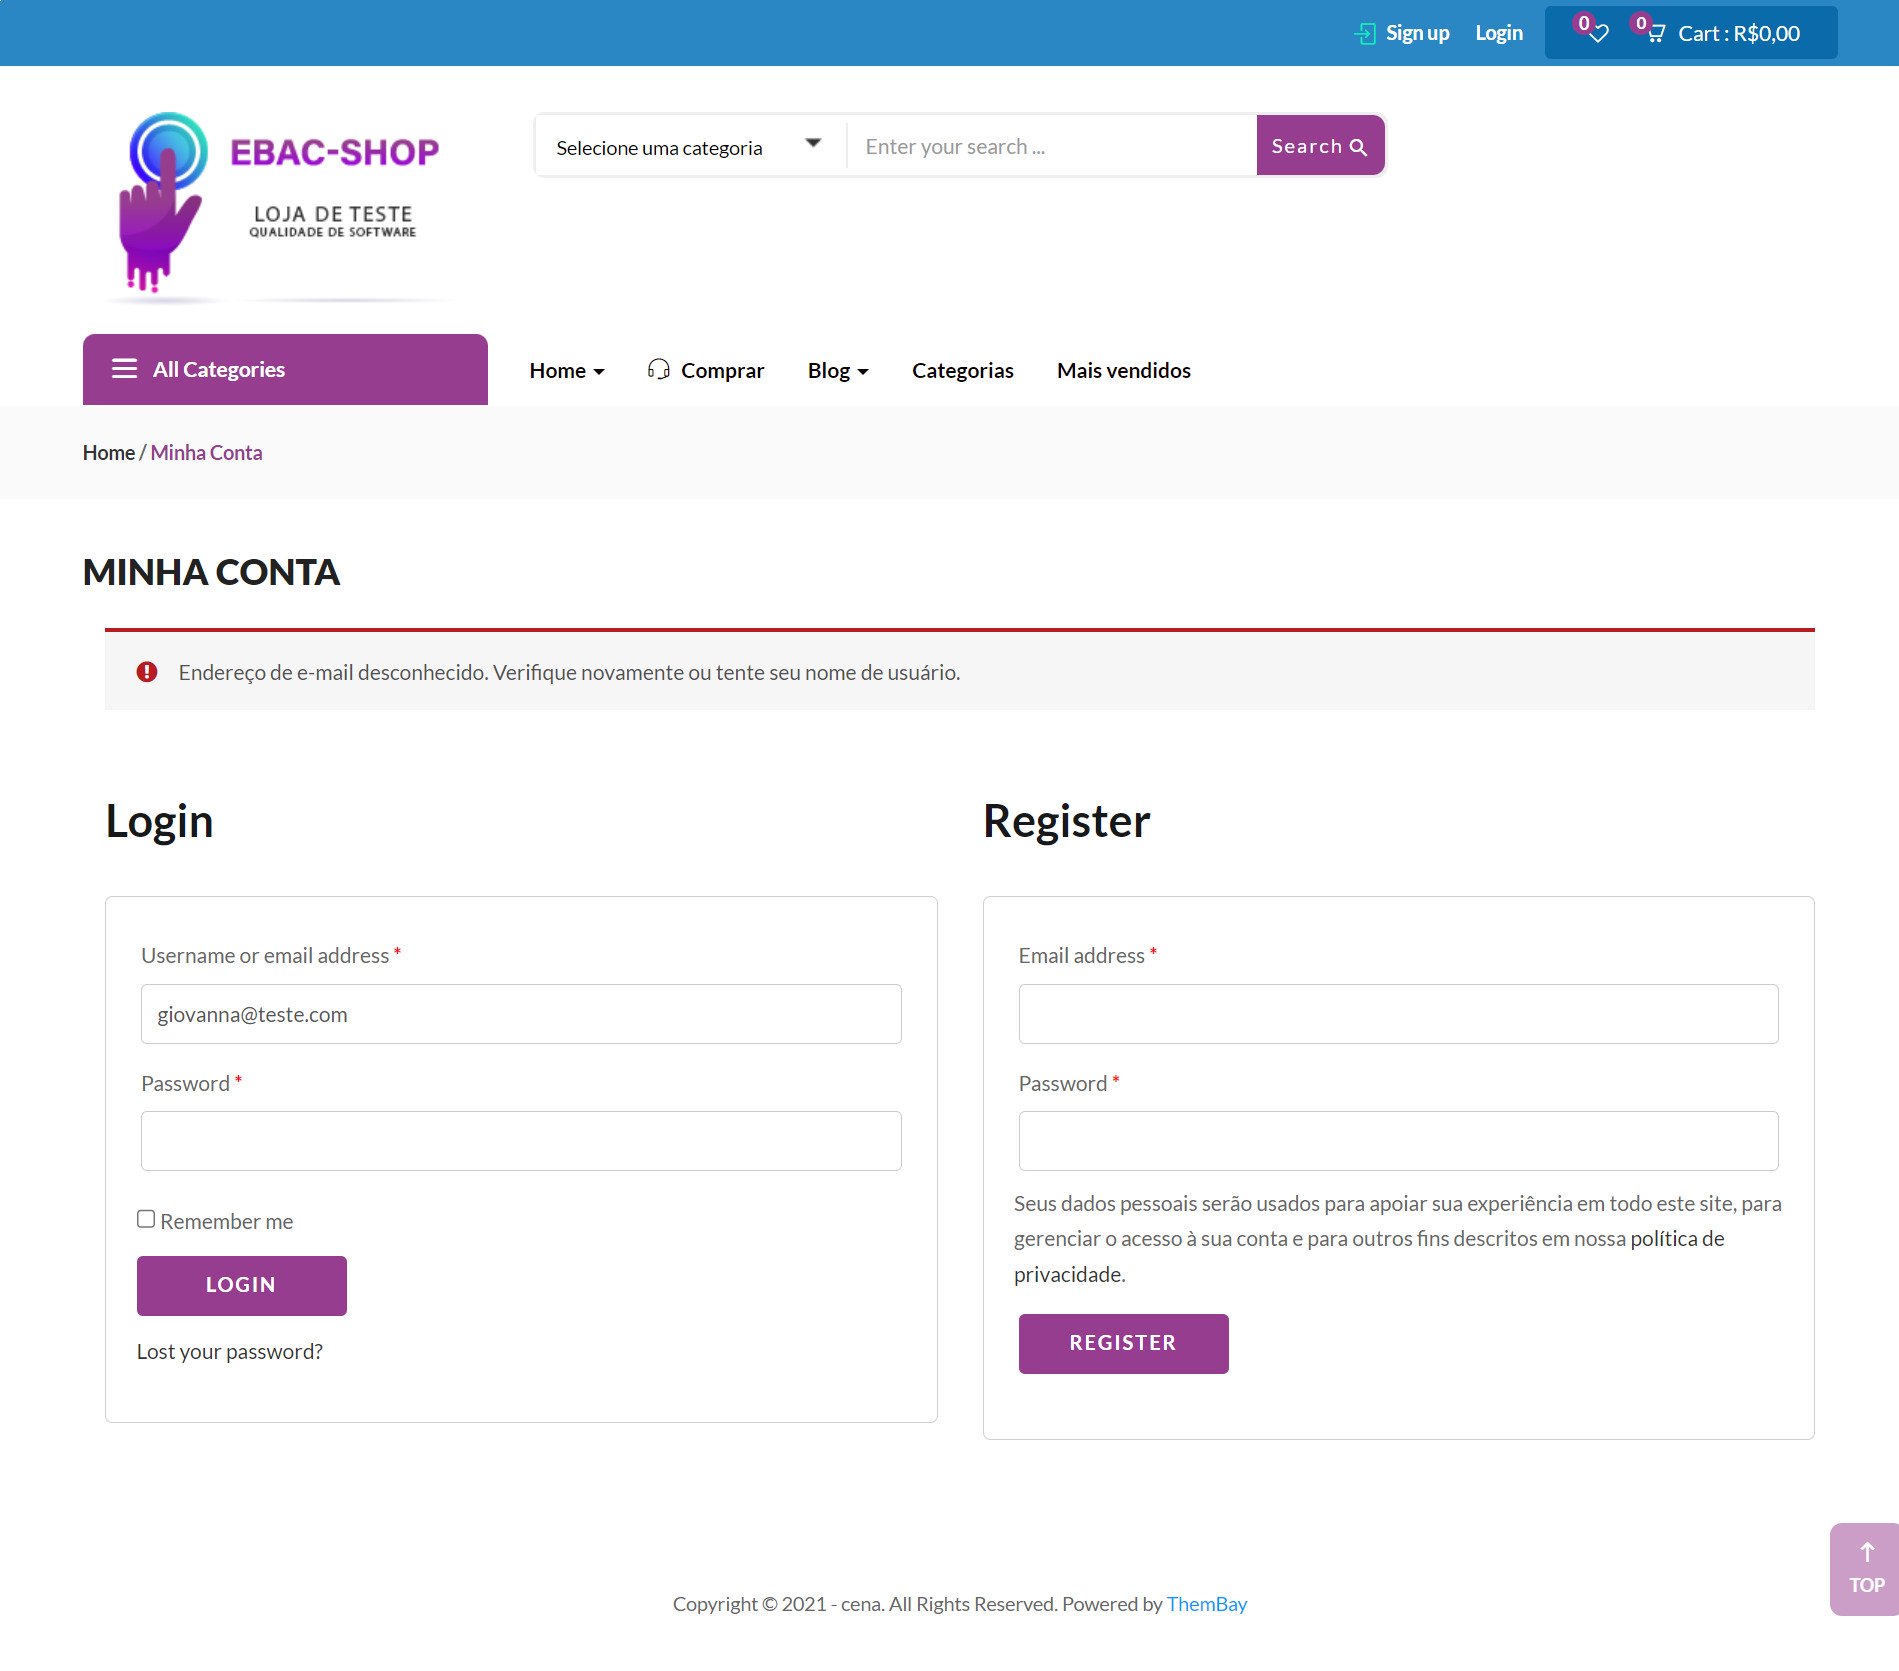 Sign up Login 0 0 Cart : R$0,00
EBAC-SHOP
LOJA DE TESTE
QUALIDADE DE SOFTWARE
Selecione uma categoria Enter your search ... Search
All Categories Home Comprar Blog Categorias Mais vendidos
Home / Minha Conta
MINHA CONTA
Endereço de e-mail desconhecido. Verifique novamente ou tente seu nome de usuário.
Login
Username or email address *
giovanna@teste.com
Password *
Remember me
LOGIN
Lost your password?
Register
Email address *
Password *
Seus dados pessoais serão usados para apoiar sua experiência em todo este site, para
gerenciar o acesso à sua conta e para outros fins descritos em nossa política de
privacidade.
REGISTER
TOP
Copyright © 2021 - cena. All Rights Reserved. Powered by ThemBay